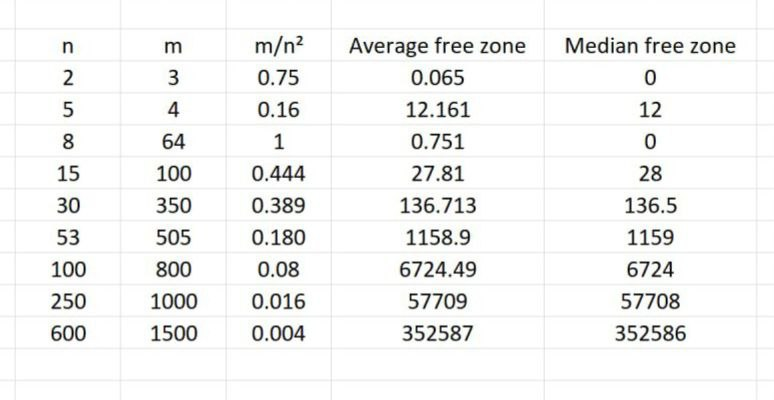 n m m/n² Average free zone Median free zone
2 3 0.75 0.065 0
5 4 0.16 12.161 12
8 64 1 0.751 0
15 100 0.444 27.81 28
30 350 0.389 136.713 136.5
53 505 0.180 1158.9 1159
100 800 0.08 6724.49 6724
250 1000 0.016 57709 57708
600 1500 0.004 352587 352586